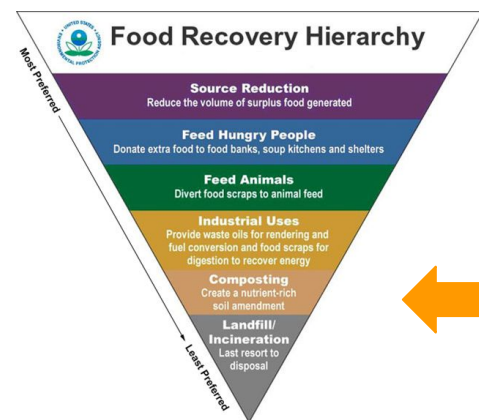 Food Recovery Hierarchy
Most Preferred
Source Reduction
Reduce the volume of surplus food generated
Feed Hungry People
Donate extra food to food banks, soup kitchens and shelters
Feed Animals
Divert food scraps to animal feed
Industrial Uses
Provide waste oils for rendering and
fuel conversion and food scraps for
digestion to recover energy
Composting
Create a nutrient-rich
soil amendment
Landfill/
Incineration
Last resort to
disposal
Least Preferred